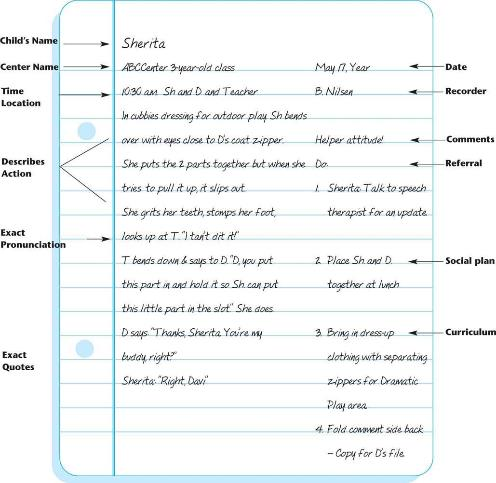 Child's Name
Sherita
Center Name
ABCCenter 3-year-old class
May 17, Year
Date
Time
Location
10:30 am Sh and D and Teacher
B. Nilsen
Recorder
In cubbies dressing for outdoor play Sh bends
over with eyes close to D's coat zipper.
Helper attitude!
Comments
Describes
Action
She puts the 2 parts together but when she
Do:
Referral
tries to pull it up, it slips out.
1. Sherita: Talk to speech
She grits her teeth, stomps her foot,
therapist for an update
Exact
Pronunciation
looks up at T. "I tan't dit it!"
T bends down & says to D. "D, you put
2. Place Sh and D
Social plan
this part in and hold it so Sh. can put
together at lunch
this little part in the slot." She does.
D says "Thanks, Sherita. You're my
3. Bring in dress-up
Curriculum
buddy, right?"
clothing with separating
Exact
Quotes
Sherita: "Right, Davi"
zippers for Dramatic
Play area
4. Fold comment side back
– Copy for D's file.